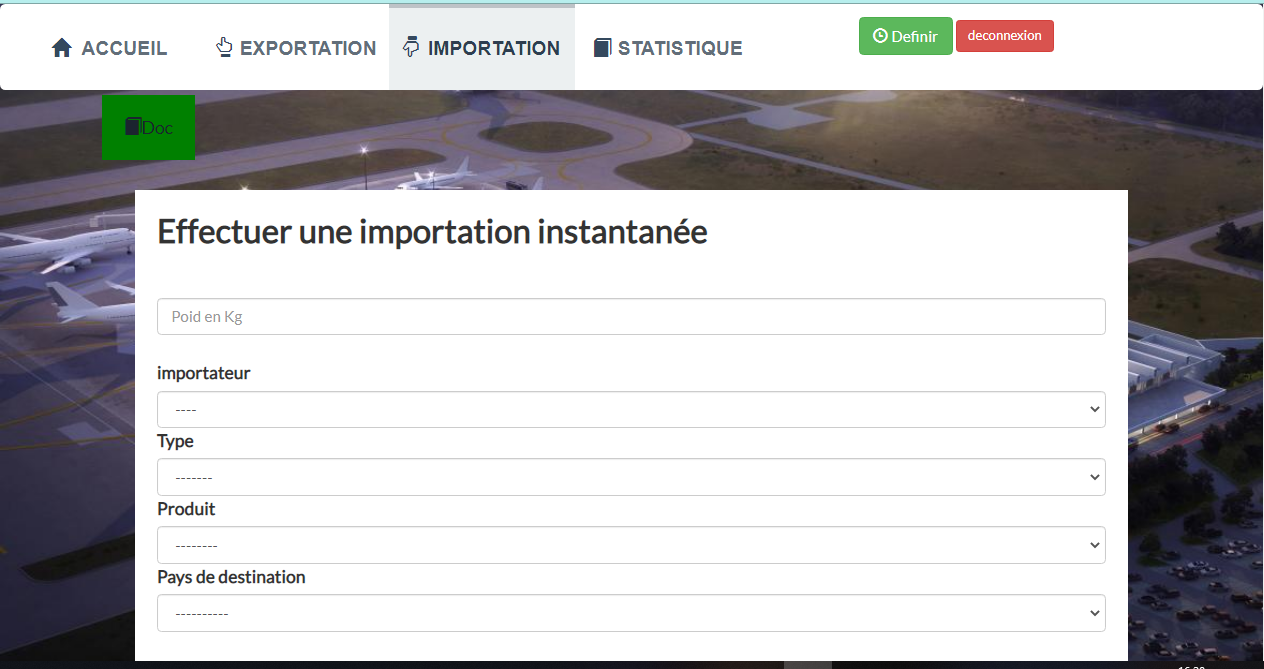 ACCUEIL EXPORTATION IMPORTATION STATISTIQUE Definir deconnexion
Doc
Effectuer une importation instantanée
Poid en Kg
importateur
----
Type
-------
Produit
--------
Pays de destination
----------